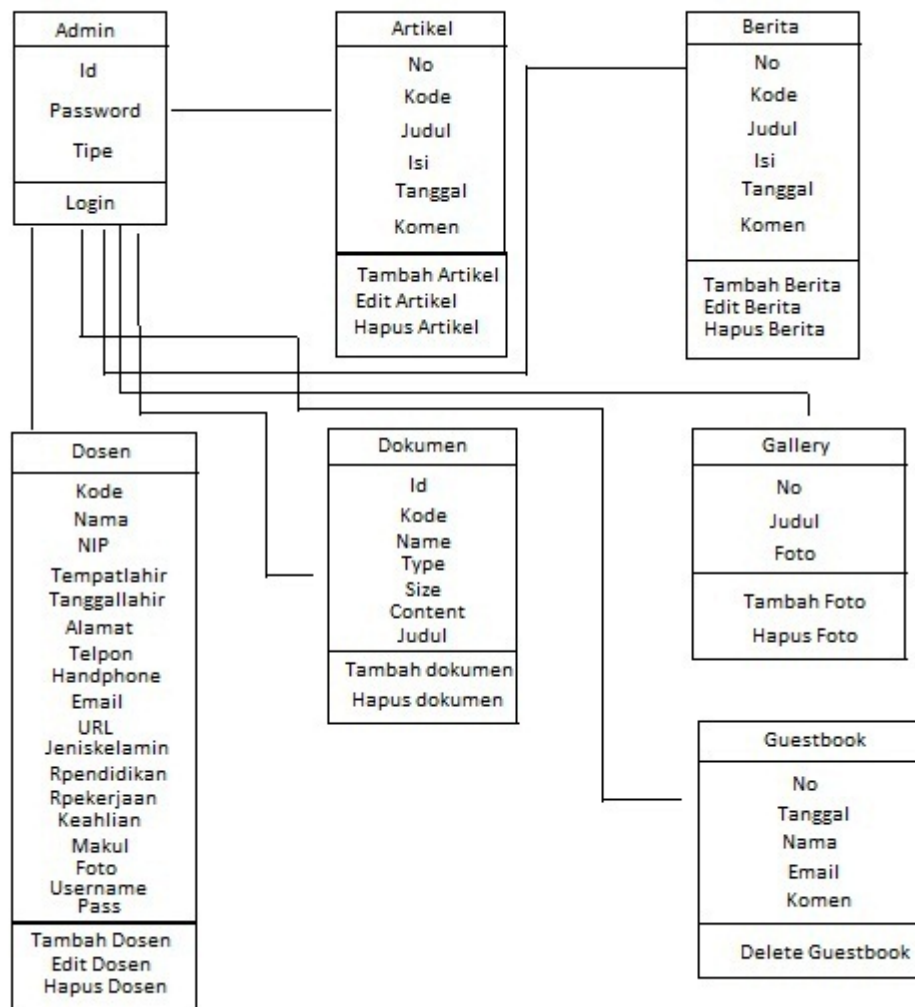 Admin
Id
Password
Tipe
Login
Artikel
No
Kode
Judul
Isi
Tanggal
Komen
Tambah Artikel
Edit Artikel
Hapus Artikel
Berita
No
Kode
Judul
Isi
Tanggal
Komen
Tambah Berita
Edit Berita
Hapus Berita
Dosen
Kode
Nama
NIP
Tempatlahir
Tanggallahir
Alamat
Telpon
Handphone
Email
URL
Jeniskelamin
Rpendidikan
Rpekerjaan
Keahlian
Makul
Foto
Username
Pass
Tambah Dosen
Edit Dosen
Hapus Dosen
Dokumen
Id
Kode
Name
Type
Size
Content
Judul
Tambah dokumen
Hapus dokumen
Gallery
No
Judul
Foto
Tambah Foto
Hapus Foto
Guestbook
No
Tanggal
Nama
Email
Komen
Delete Guestbook